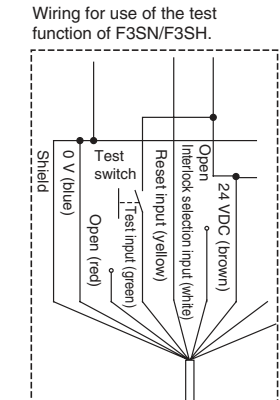 Wiring for use of the test
function of F3SN/F3SH.
Shield
0 V (blue)
Open (red)
Test
switch
Test input (green)
Reset input (yellow)
Interlock selection input (white)
Open
24 VDC (brown)